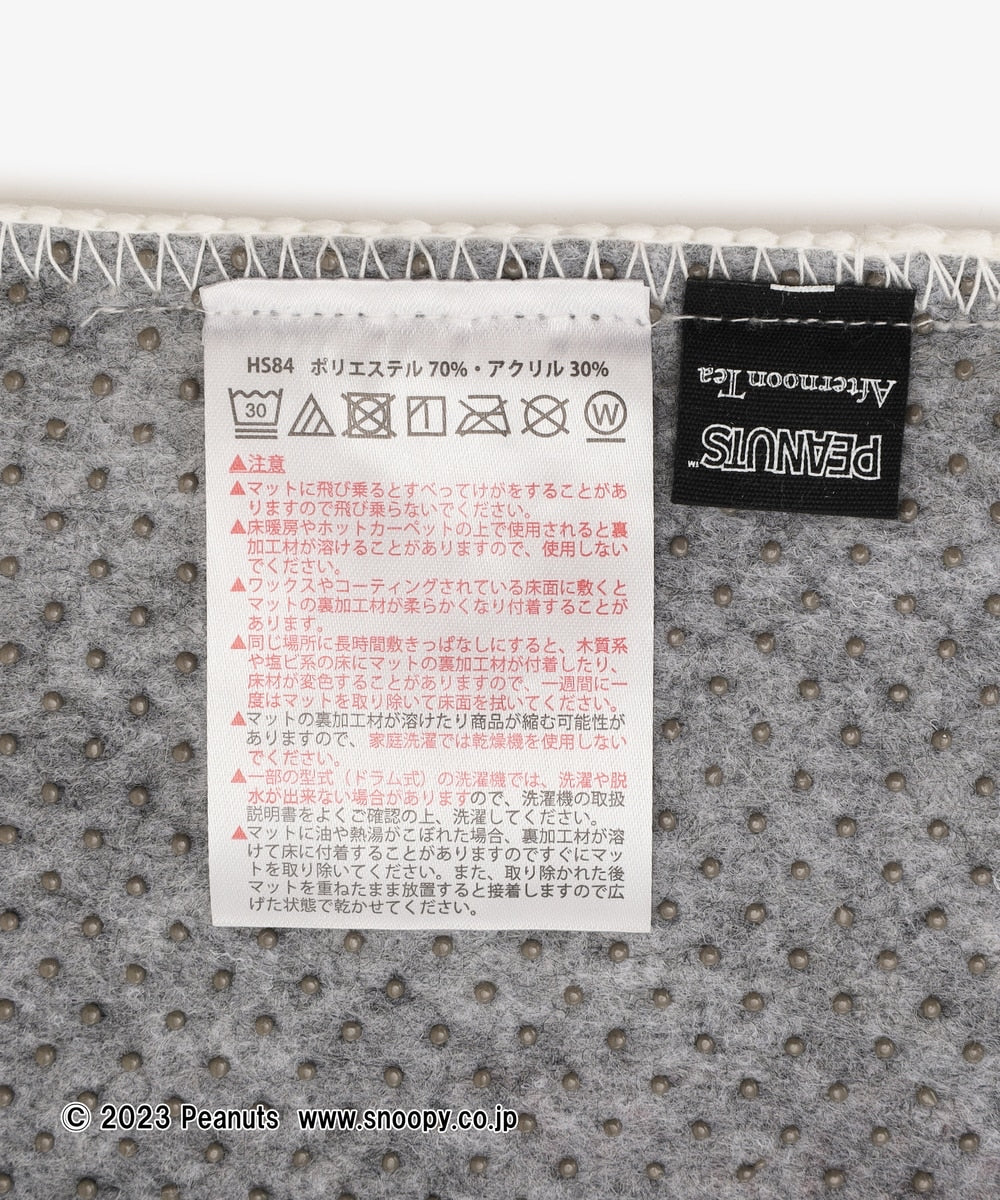 HS84 ポリエステル 70%・アクリル 30%
30
W
▲注意
▲マットに飛び乗るとすべってけがをすることがあ
りますので飛び乗らないでください。
▲床暖房やホットカーペットの上で使用されると裏
加工材が溶けることがありますので、使用しない
でください。
▲ワックスやコーティングされている床面に敷くと
マットの裏加工材が柔らかくなり付着することが
あります。
▲同じ場所に長時間敷きっぱなしにすると、木質系
や塩ビ系の床にマットの裏加工材が付着したり、
床材が変色することがありますので、一週間に一
度はマットを取り除いて床面を拭いてください。
▲マットの裏加工材が溶けたり商品が縮む可能性が
ありますので、家庭洗濯では乾燥機を使用しない
でください。
▲一部の型式（ドラム式）の洗濯機では、洗濯や脱
水が出来ない場合がありますので、洗濯機の取扱
説明書をよくご確認の上、洗濯してください。
▲マットに油や熱湯がこぼれた場合、裏加工材が溶
けて床に付着することがありますのですぐにマッ
トを取り除いてください。また、取り除かれた後
マットを重ねたまま放置すると接着しますので広
げた状態で乾かせてください。
PEANUTS™
Afternoon Tea
© 2023 Peanuts www.snoopy.co.jp